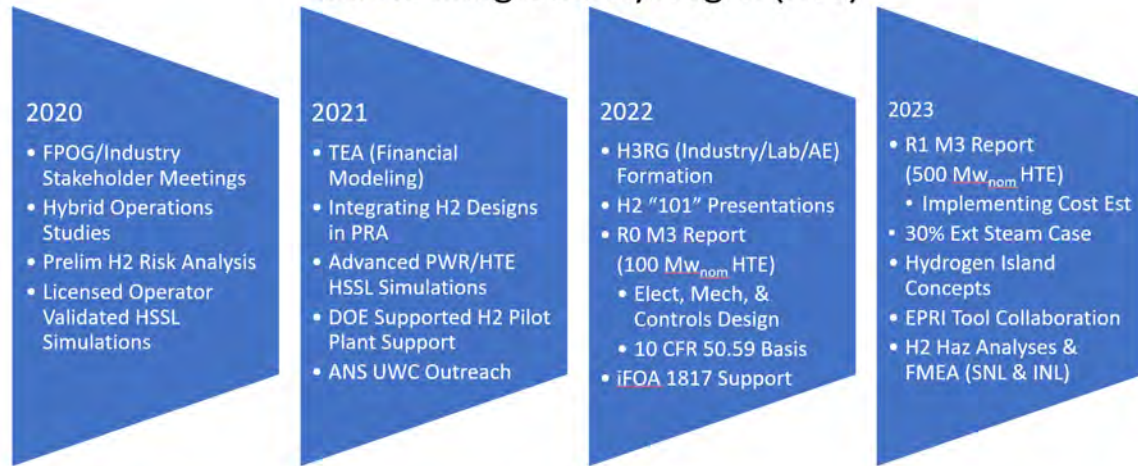 2020
• FPOG/Industry
Stakeholder Meetings
• Hybrid Operations
Studies
• Prelim H2 Risk Analysis
• Licensed Operator
Validated HSSL
Simulations
2021
• TEA (Financial
Modeling)
• Integrating H2 Designs
in PRA
• Advanced PWR/HTE
HSSL Simulations
• DOE Supported H2 Pilot
Plant Support
• ANS UWC Outreach
2022
• H3RG (Industry/Lab/AE)
Formation
• H2 “101” Presentations
• R0 M3 Report
(100 Mwnom HTE)
• Elect, Mech, &
Controls Design
• 10 CFR 50.59 Basis
• iFOA 1817 Support
2023
• R1 M3 Report
(500 Mwnom HTE)
• Implementing Cost Est
• 30% Ext Steam Case
• Hydrogen Island
Concepts
• EPRI Tool Collaboration
• H2 Haz Analyses &
FMEA (SNL & INL)